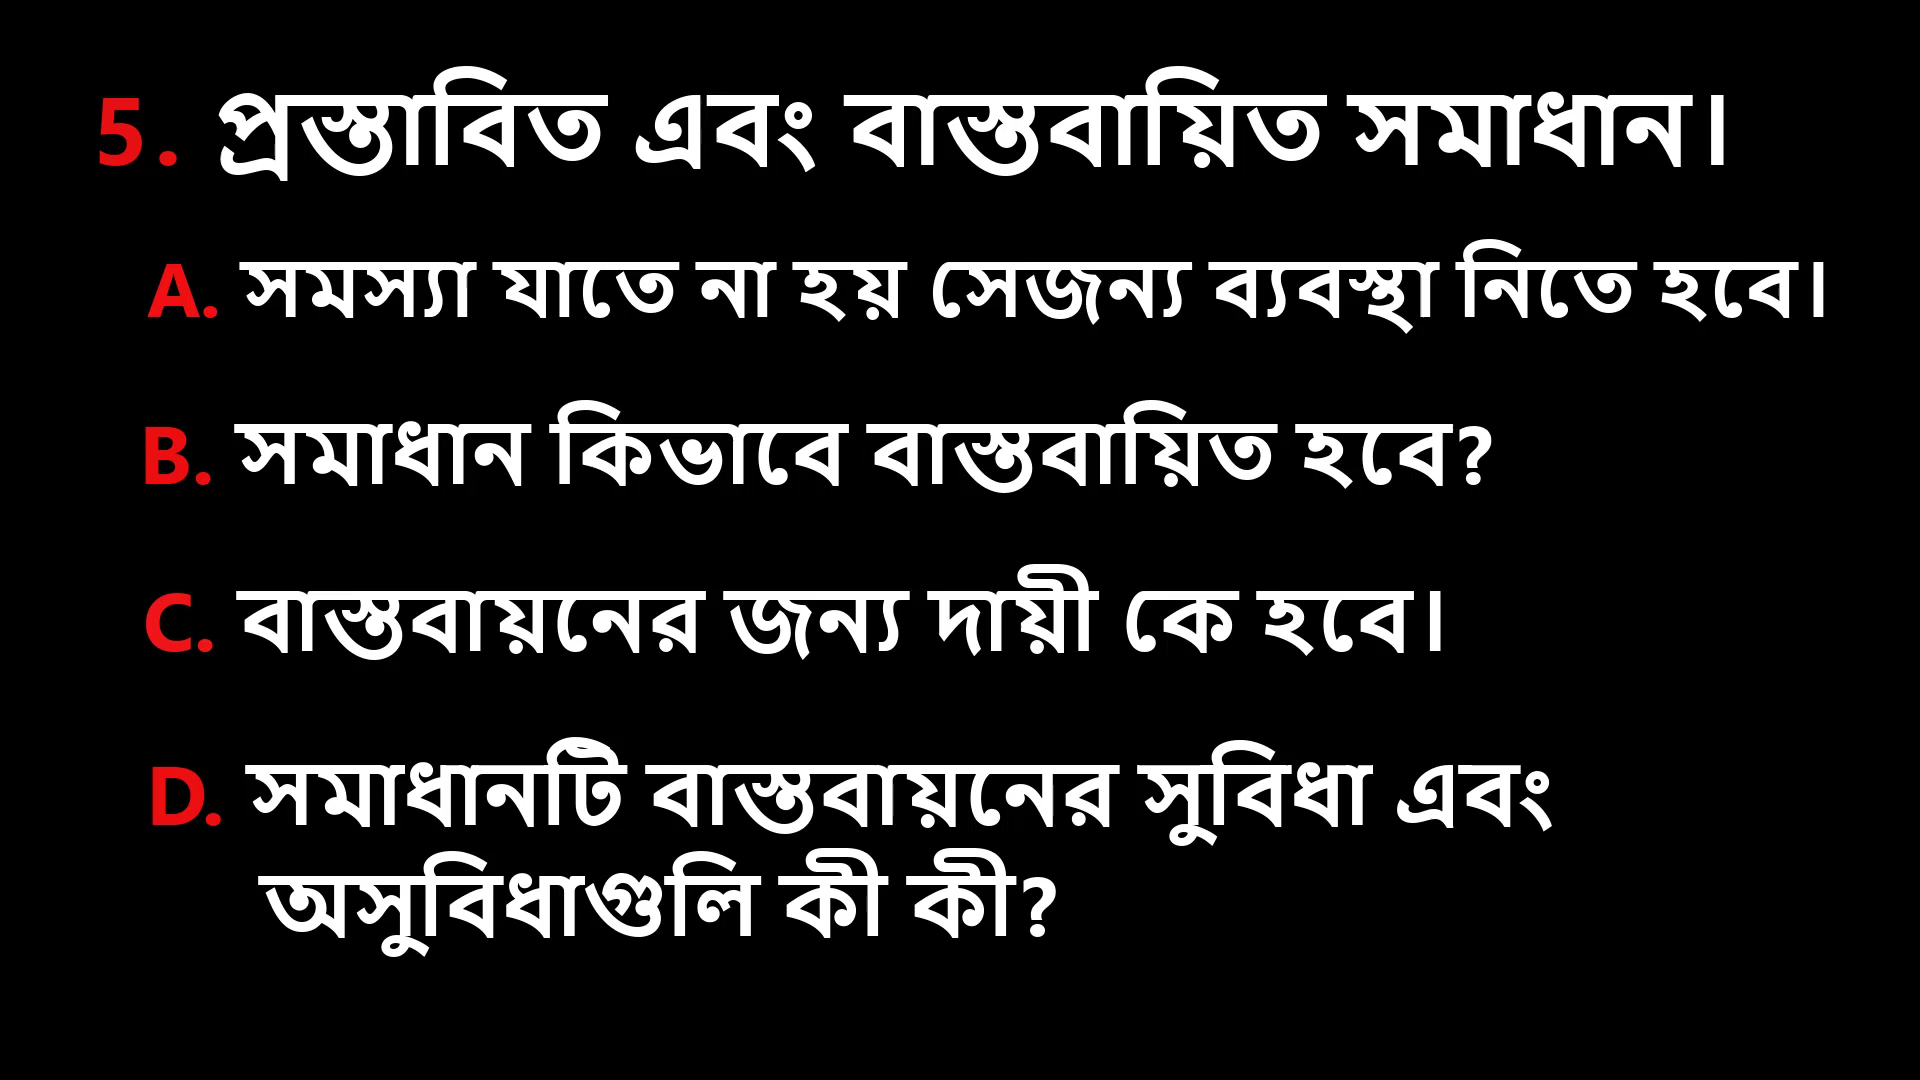 5. প্রস্তাবিত এবং বাস্তবায়িত সমাধান।
A. সমস্যা যাতে না হয় সেজন্য ব্যবস্থা নিতে হবে।
B. সমাধান কিভাবে বাস্তবায়িত হবে?
C. বাস্তবায়নের জন্য দায়ী কে হবে।
D. সমাধানটি বাস্তবায়নের সুবিধা এবং
অসুবিধাগুলি কী কী?